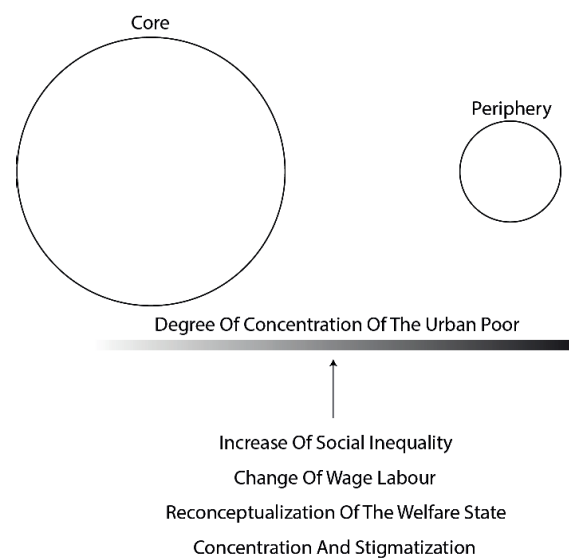 Core
Periphery
Degree Of Concentration Of The Urban Poor
Increase Of Social Inequality
Change Of Wage Labour
Reconceptualization Of The Welfare State
Concentration And Stigmatization